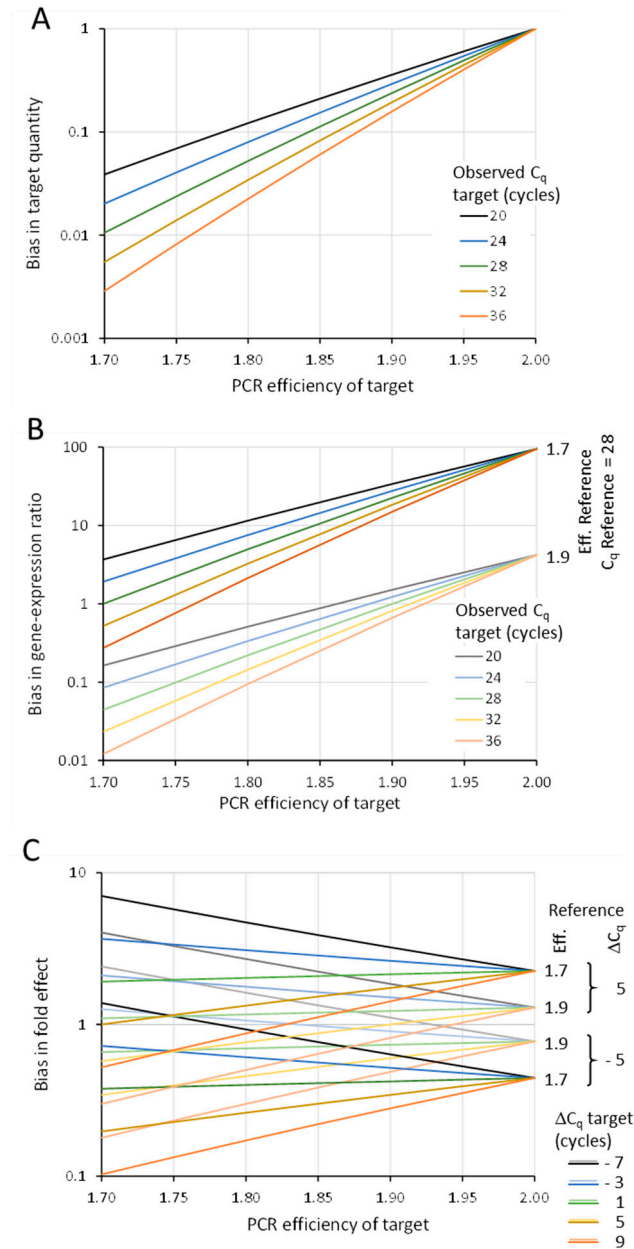 A
1
0.1
0.01
0.001
Bias in target quantity
Observed Cq
target (cycles)
20
24
28
32
36
1.70 1.75 1.80 1.85 1.90 1.95 2.00
PCR efficiency of target
B
100
10
1
0.1
0.01
Bias in gene-expression ratio
1.7
1.9
Eff. Reference
Cq Reference = 28
Observed Cq
target (cycles)
20
24
28
32
36
1.70 1.75 1.80 1.85 1.90 1.95 2.00
PCR efficiency of target
C
10
1
0.1
Bias in fold effect
Reference
Eff.
ΔCq
1.7
1.9
5
1.9
1.7
- 5
ΔCq target
(cycles)
- 7
- 3
1
5
9
1.70 1.75 1.80 1.85 1.90 1.95 2.00
PCR efficiency of target